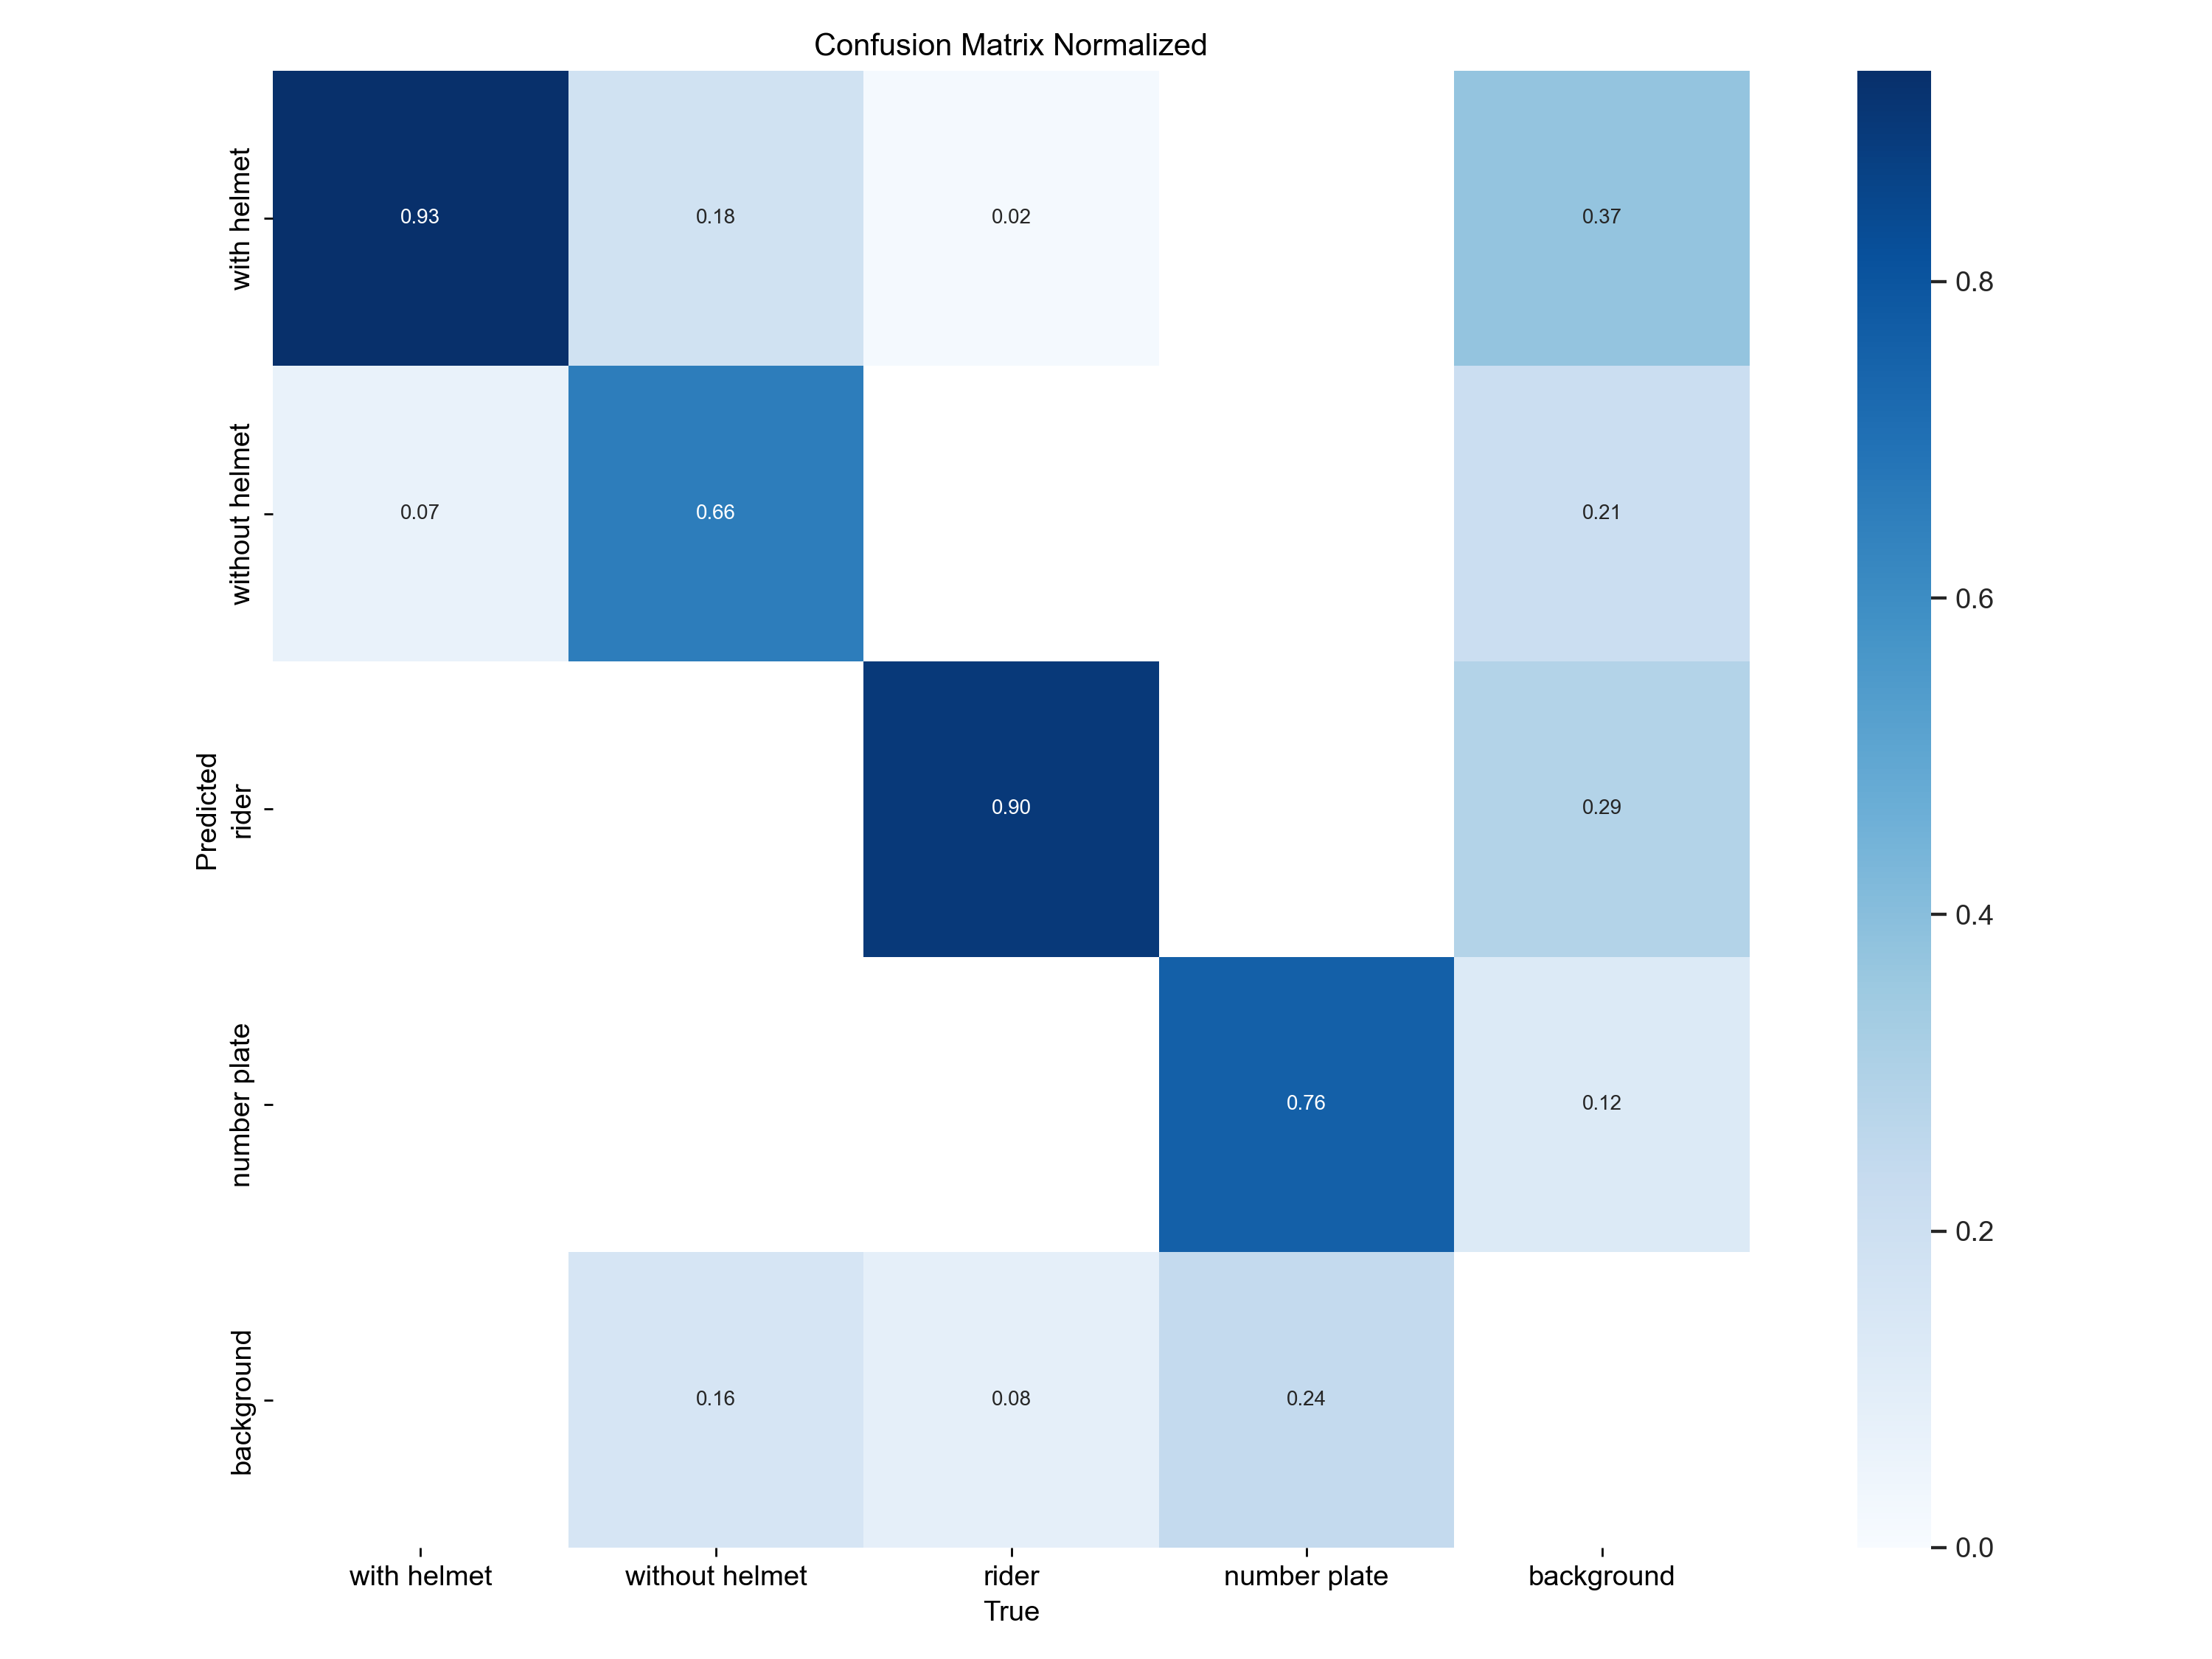 Confusion Matrix Normalized
with helmet
0.93
0.18
0.02
0.37
0.8
without helmet
0.07
0.66
0.21
0.6
Predicted
rider
0.90
0.29
0.4
number plate
0.76
0.12
0.2
background
0.16
0.08
0.24
0.0
with helmet
without helmet
rider
number plate
background
True